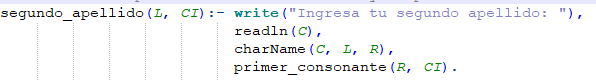 segundo_apellido(L, CI):- write("Ingresa tu segundo apellido: "),
readln(C),
charName(C, L, R),
primer_consonante(R, CI).